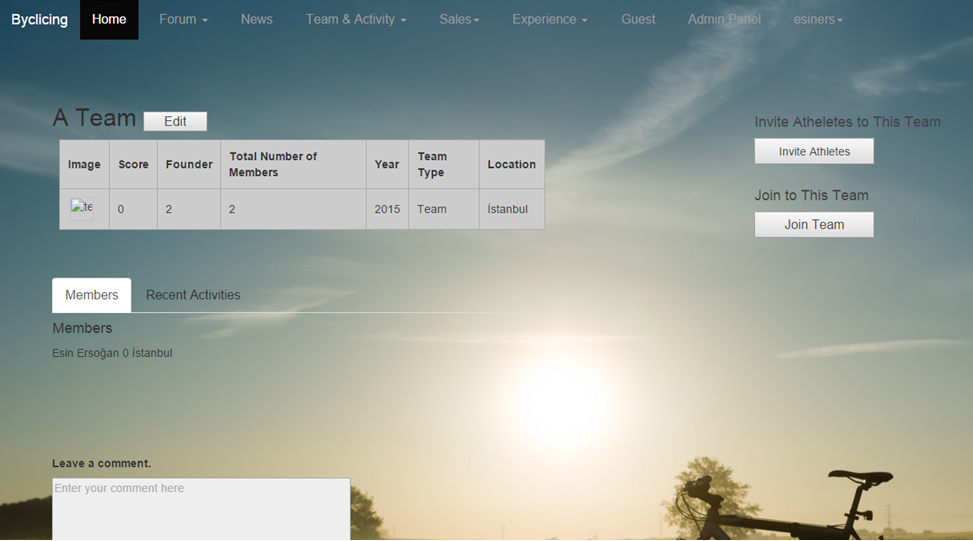 Byclicing Home Forum News Team & Activity Sales Experience Guest Admin Panel esiners
A Team Edit
Invite Atheletes to This Team
Image Score Founder Total Number of Members Year Team Type Location
Invite Athletes
te 0 2 2 2015 Team İstanbul
Join to This Team
Join Team
Members Recent Activities
Members
Esin Ersoğan 0 İstanbul
Leave a comment.
Enter your comment here